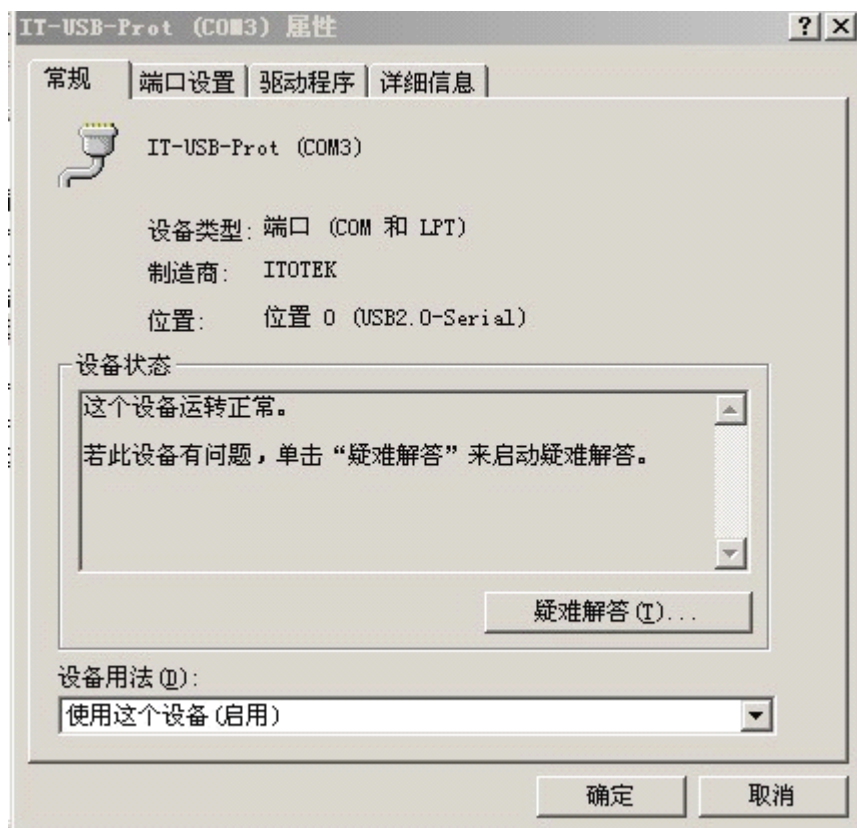 IT-USB-Prot (COM3) 属性
常规 端口设置 驱动程序 详细信息
IT-USB-Prot (COM3)
设备类型: 端口 (COM 和 LPT)
制造商: ITOTEK
位置: 位置 0 (USB2.0-Serial)
设备状态
这个设备运转正常。
若此设备有问题，单击“疑难解答”来启动疑难解答。
疑难解答(T)...
设备用法(D):
使用这个设备(启用)
确定 取消